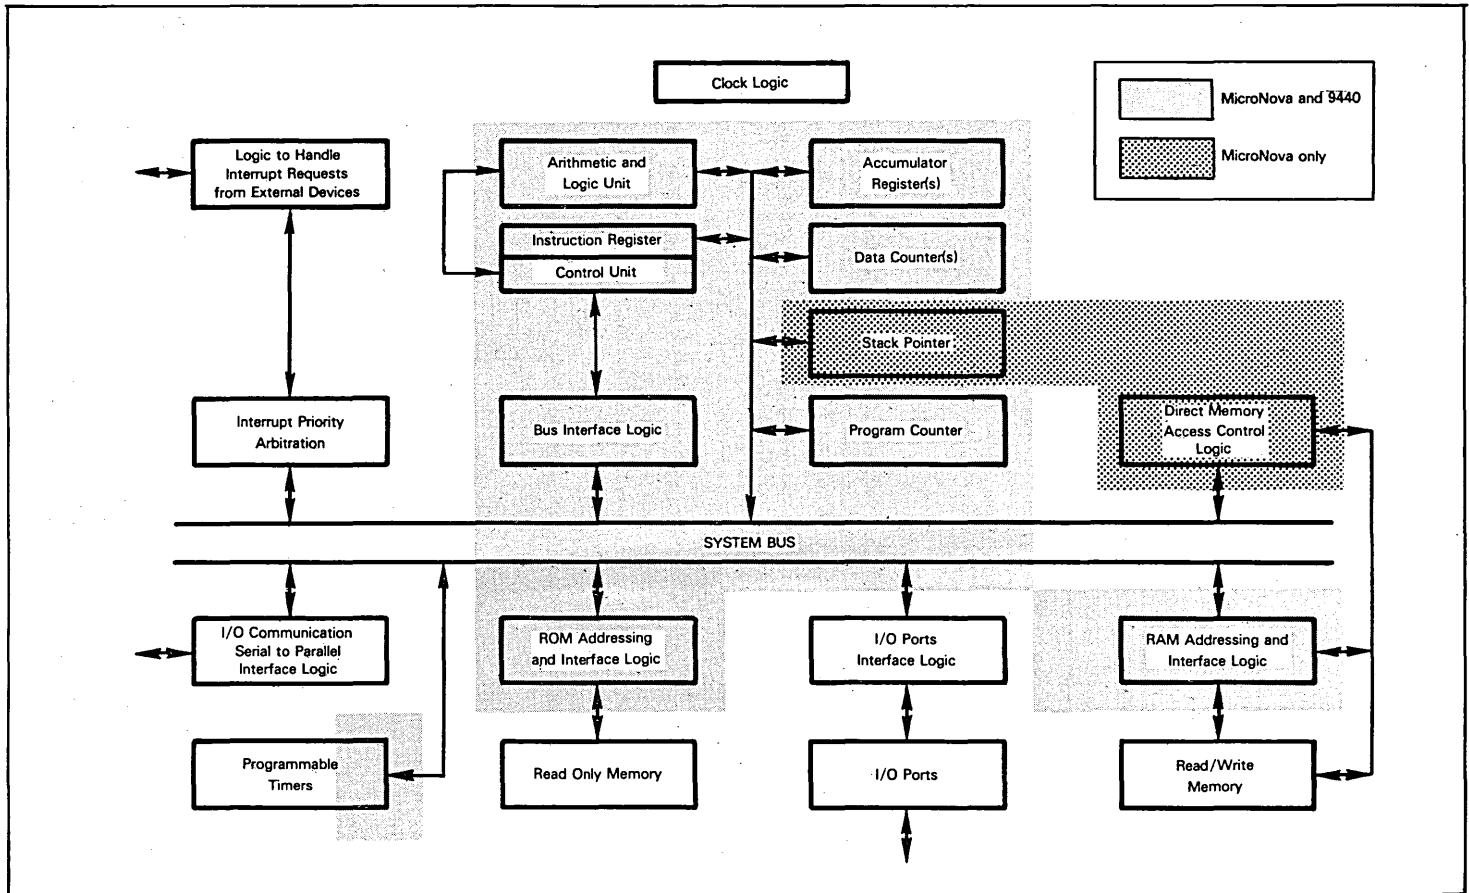 Clock Logic
MicroNova and 9440
MicroNova only
Logic to Handle
Interrupt Requests
from External Devices
Arithmetic and
Logic Unit
Accumulator
Register(s)
Instruction Register
Control Unit
Data Counter(s)
Stack Pointer
Interrupt Priority
Arbitration
Bus Interface Logic
Program Counter
Direct Memory
Access Control
Logic
SYSTEM BUS
I/O Communication
Serial to Parallel
Interface Logic
ROM Addressing
and Interface Logic
I/O Ports
Interface Logic
RAM Addressing and
Interface Logic
Programmable
Timers
Read Only Memory
I/O Ports
Read/Write
Memory